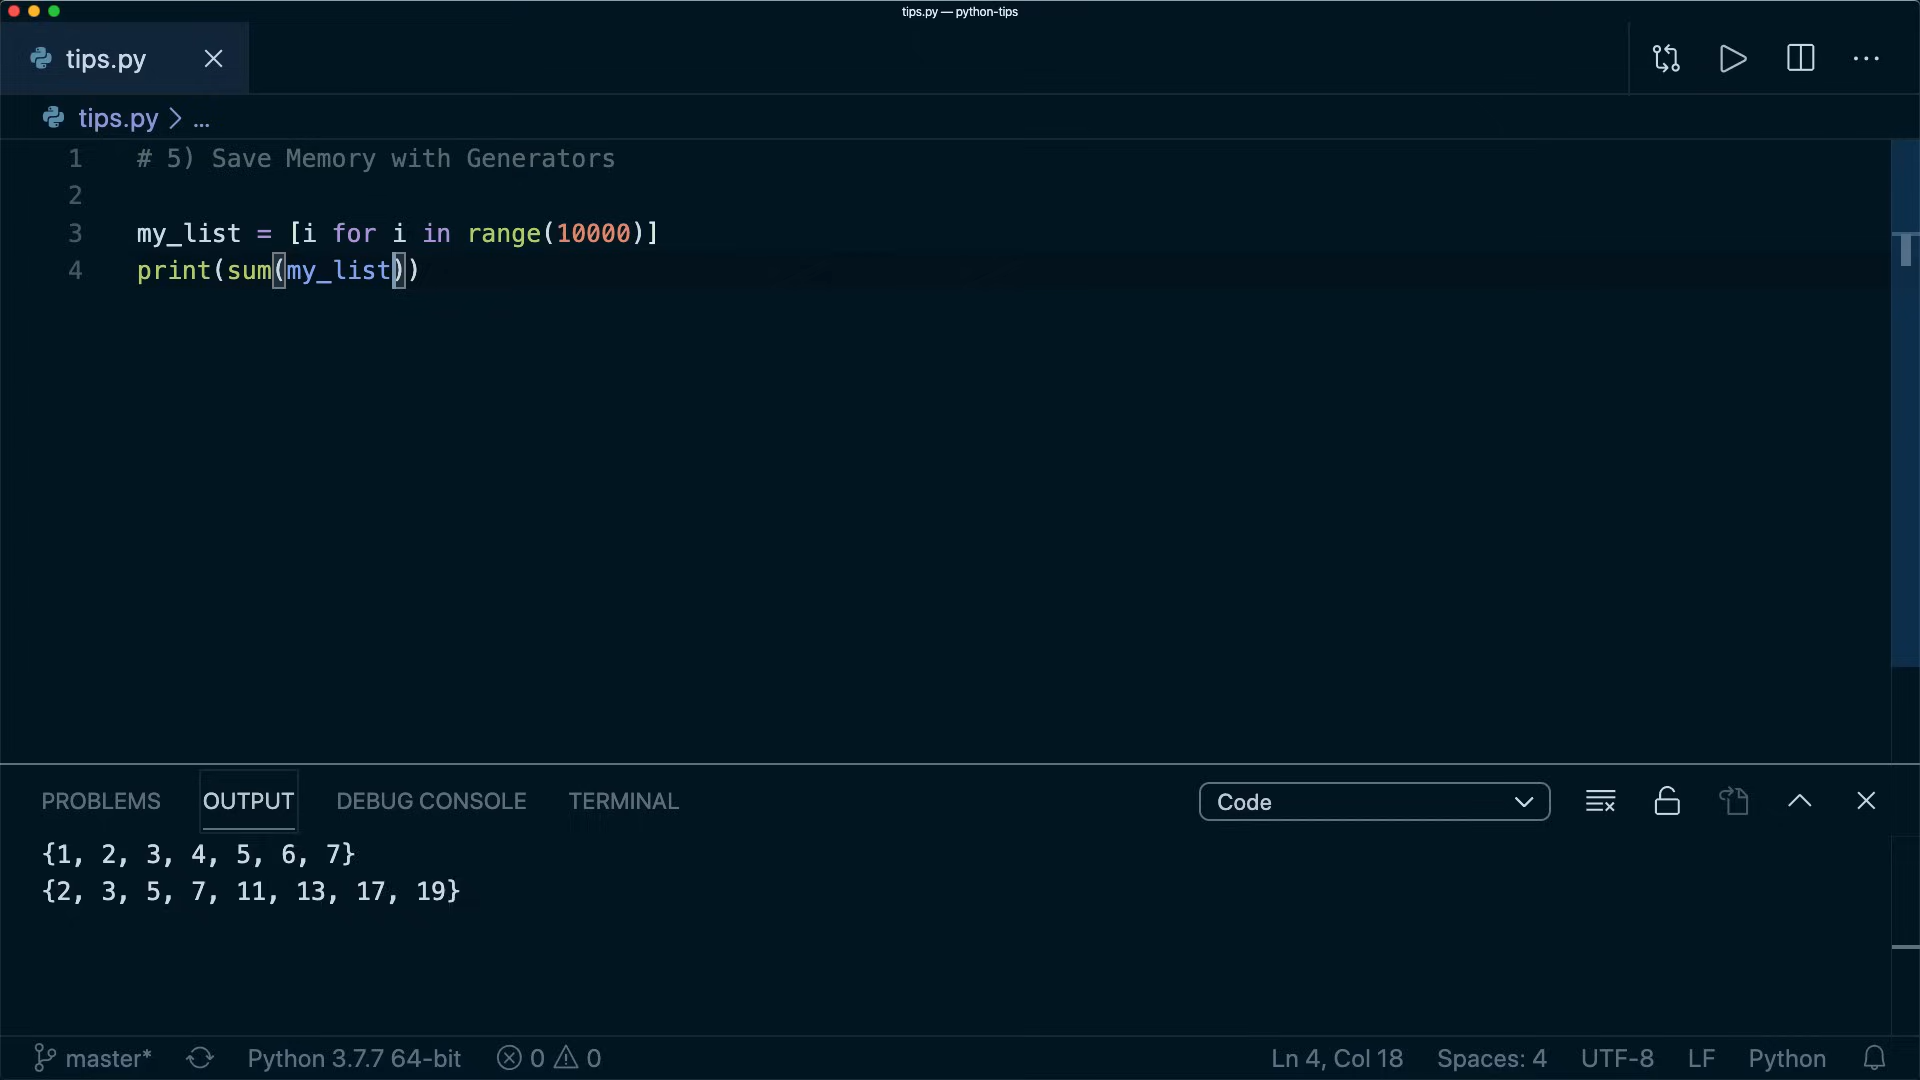 tips.py — python-tips
tips.py
tips.py > ...
1 # 5) Save Memory with Generators
2
3 my_list = [i for i in range(10000)]
4 print(sum(my_list))
PROBLEMS OUTPUT DEBUG CONSOLE TERMINAL Code
{1, 2, 3, 4, 5, 6, 7}
{2, 3, 5, 7, 11, 13, 17, 19}
master* Python 3.7.7 64-bit 0 0 Ln 4, Col 18 Spaces: 4 UTF-8 LF Python